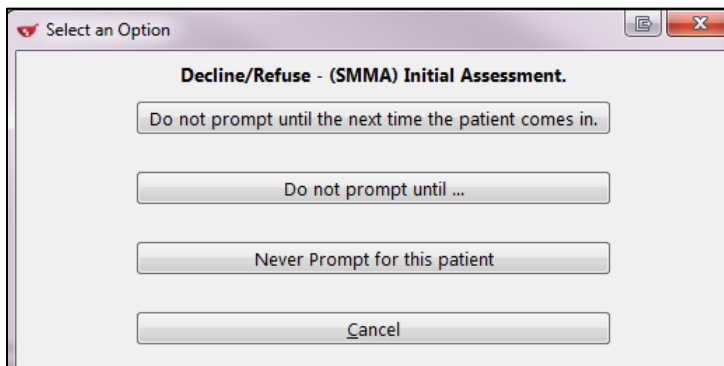 Select an Option
Decline/Refuse - (SMMA) Initial Assessment.
Do not prompt until the next time the patient comes in.
Do not prompt until ...
Never Prompt for this patient
Cancel